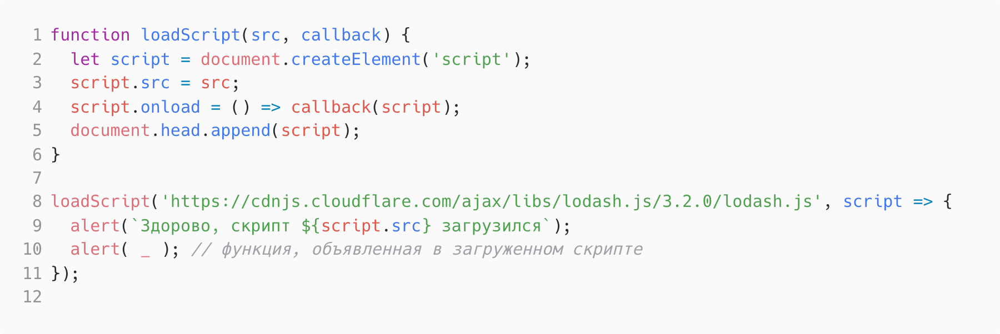 1 function loadScript(src, callback) {
2   let script = document.createElement('script');
3   script.src = src;
4   script.onload = () => callback(script);
5   document.head.append(script);
6 }
7
8 loadScript('https://cdnjs.cloudflare.com/ajax/libs/lodash.js/3.2.0/lodash.js', script => {
9   alert(`Здорово, скрипт ${script.src} загрузился`);
10   alert( _ ); // функция, объявленная в загруженном скрипте
11 });
12